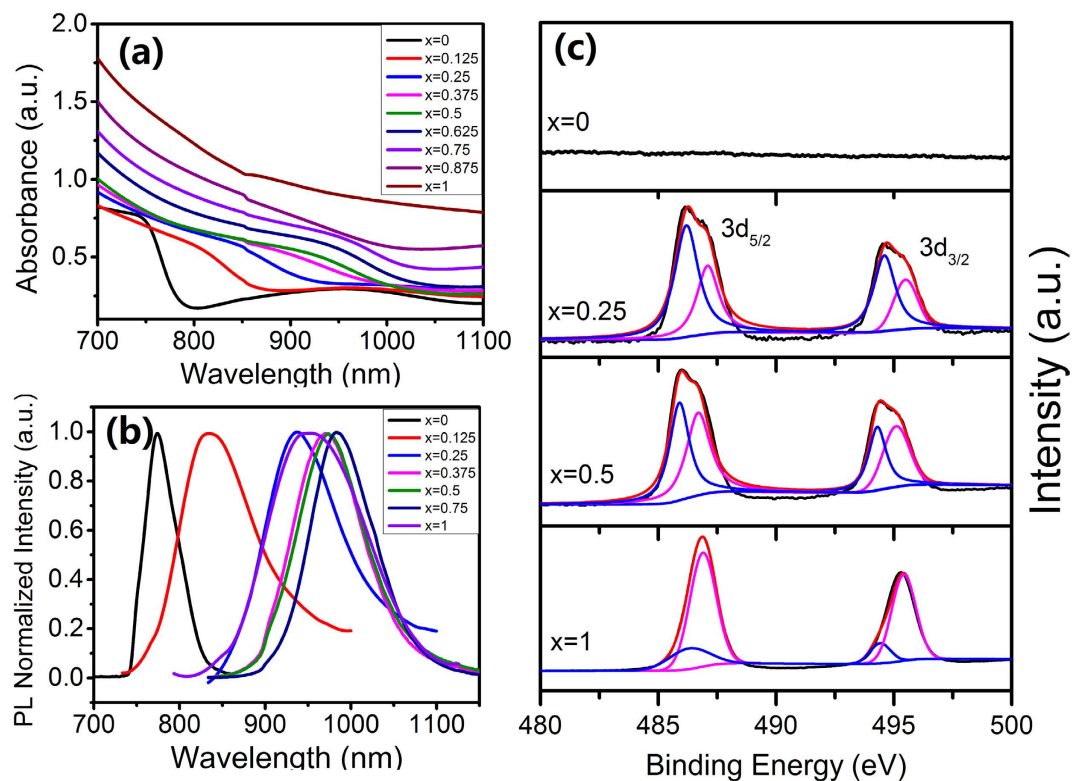 (a)
2.0
1.5
1.0
0.5
Absorbance (a.u.)
x=0
x=0.125
x=0.25
x=0.375
x=0.5
x=0.625
x=0.75
x=0.875
x=1
700 800 900 1000 1100
Wavelength (nm)
(b)
1.0
0.8
0.6
0.4
0.2
0.0
PL Normalized Intensity (a.u.)
x=0
x=0.125
x=0.25
x=0.375
x=0.5
x=0.75
x=1
700 800 900 1000 1100
Wavelength (nm)
(c)
x=0
3d5/2
3d3/2
x=0.25
x=0.5
x=1
Intensity (a.u.)
480 485 490 495 500
Binding Energy (eV)